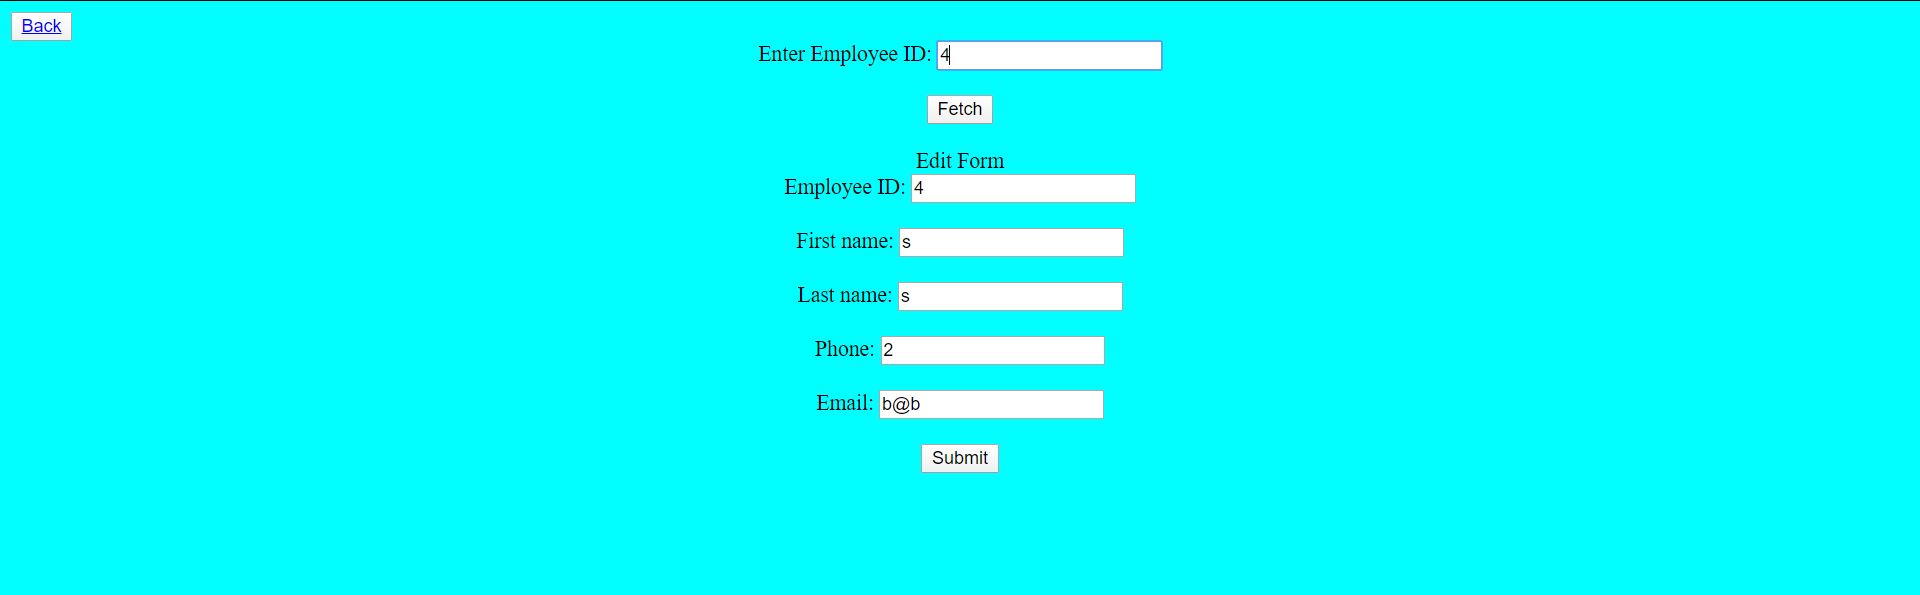 Back
Enter Employee ID: 4
Fetch
Edit Form
Employee ID: 4
First name: s
Last name: s
Phone: 2
Email: b@b
Submit